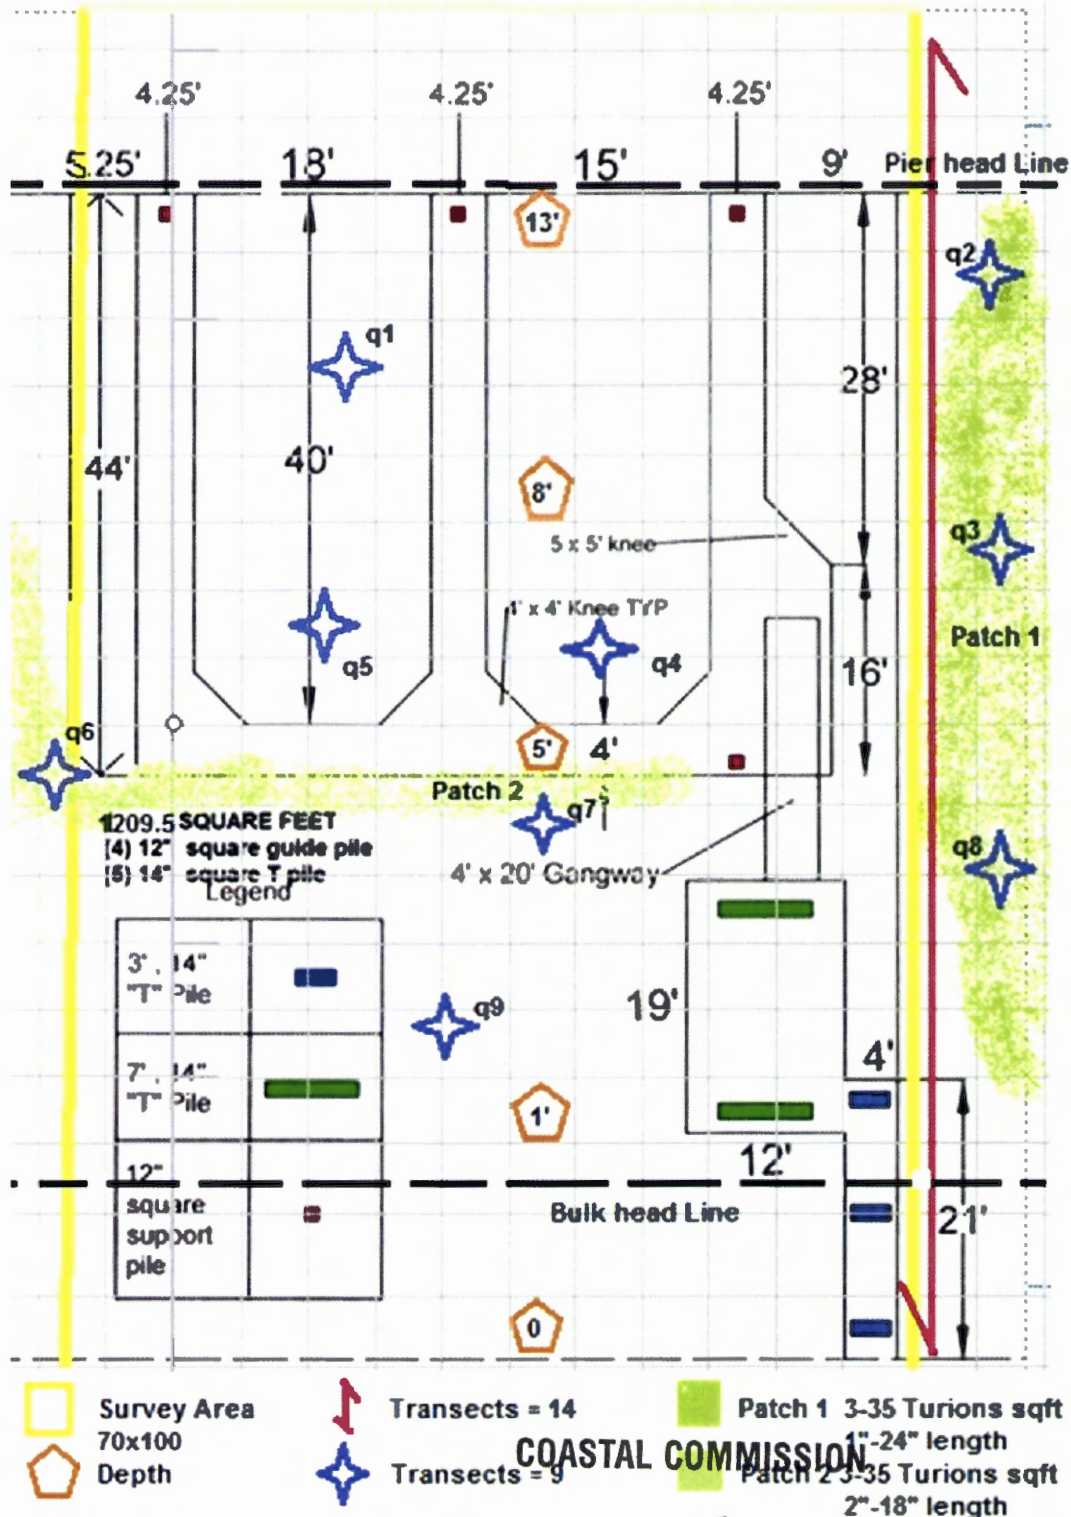 4.25' 4.25' 4.25'
5.25' 18' 15' 9' Pier head Line
13'
q2
q1
28'
44' 40'
8'
5 x 5' knee
q3
4' x 4' Knee TYP
Patch 1
q5 q4
16'
q6
5' 4'
Patch 2
q7
1209.5 SQUARE FEET
(4) 12" square guide pile
(5) 14" square T pile
4' x 20' Gangway
q8
Legend
3', 14"
"T" Pile
q9
19'
4'
7', 14"
"T" Pile
1'
12'
12"
square
support
pile
Bulk head Line
21'
0
Survey Area
70x100
Depth
Transects = 14
Transects = 9
Patch 1 3-35 Turions sqft
1"-24" length
COASTAL COMMISSION
Patch 2 3-35 Turions sqft
2"-18" length